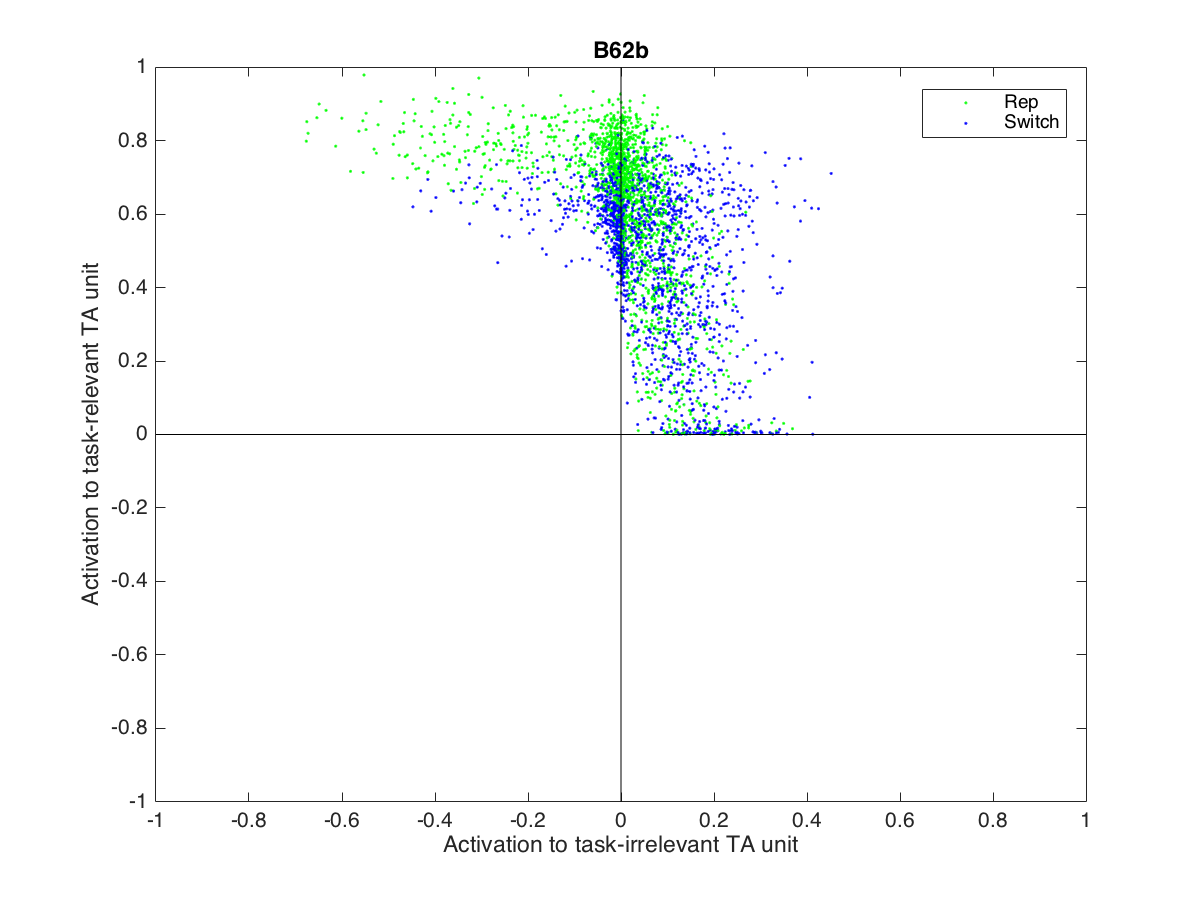 B62b
Rep
Switch
1
0.8
0.6
0.4
0.2
0
-0.2
-0.4
-0.6
-0.8
-1
Activation to task-relevant TA unit
-1 -0.8 -0.6 -0.4 -0.2 0 0.2 0.4 0.6 0.8 1
Activation to task-irrelevant TA unit